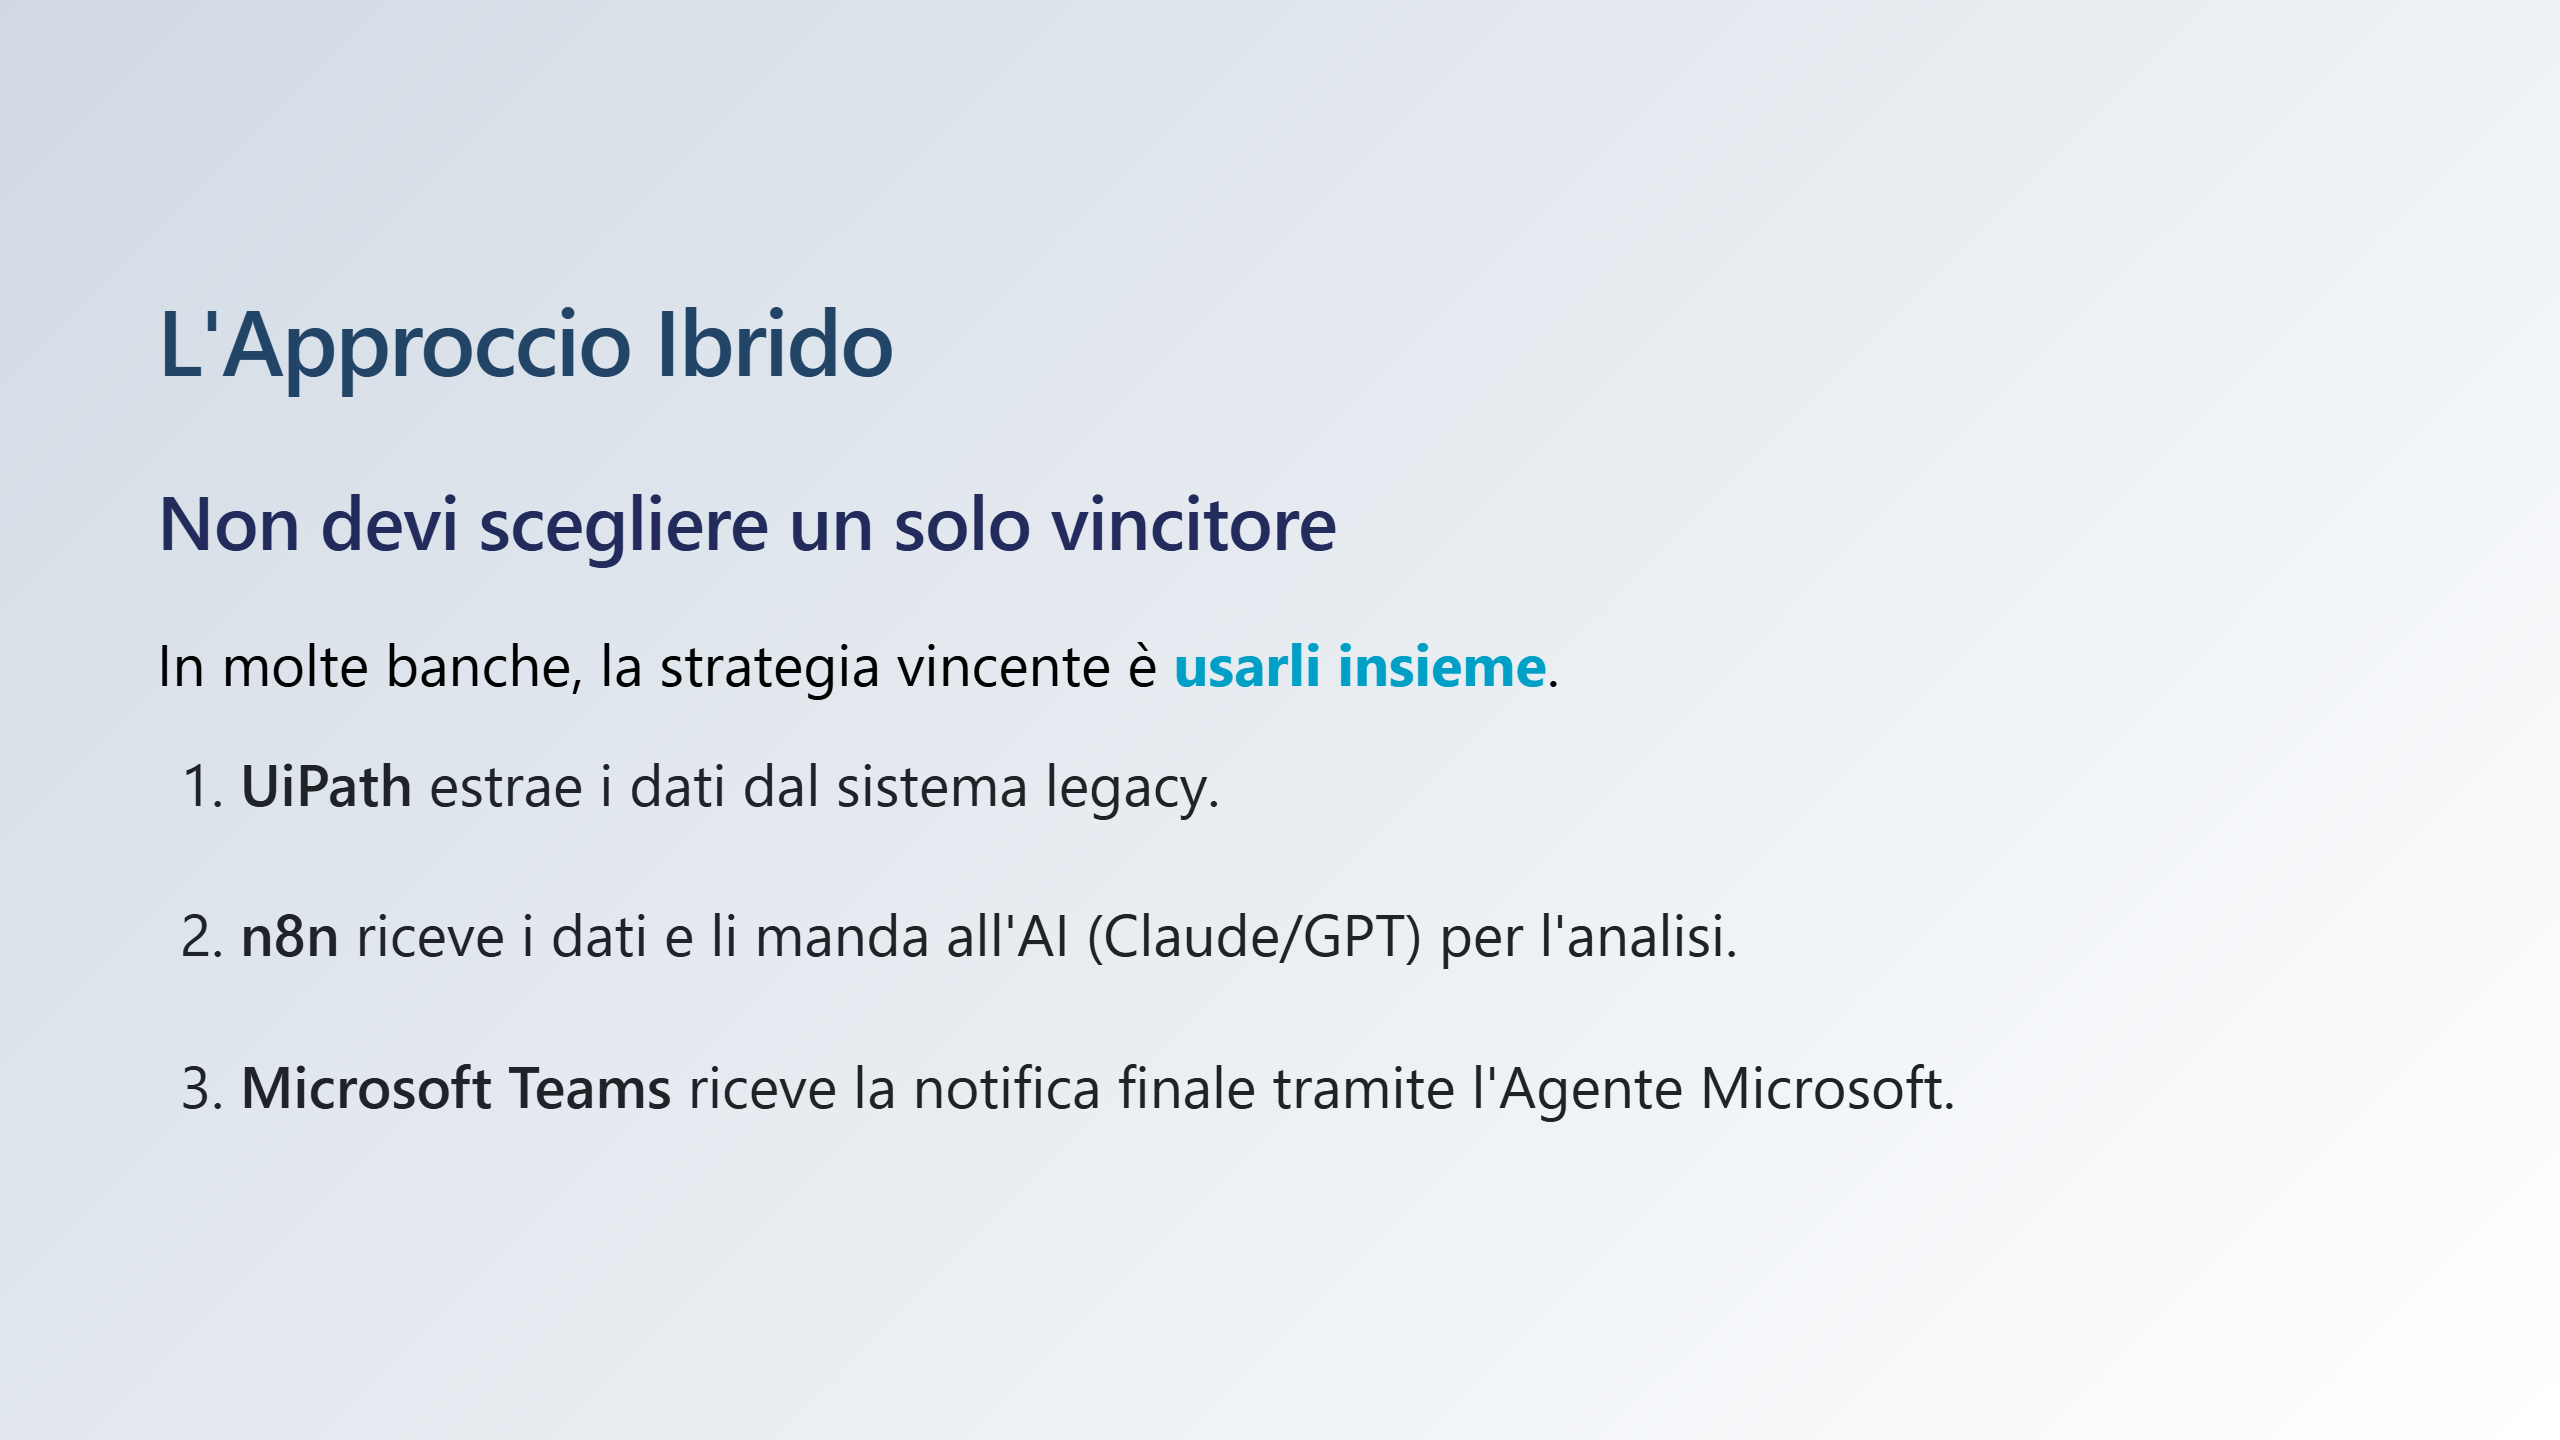 L'Approccio Ibrido
Non devi scegliere un solo vincitore
In molte banche, la strategia vincente è usarli insieme.
1. UiPath estrae i dati dal sistema legacy.
2. n8n riceve i dati e li manda all'AI (Claude/GPT) per l'analisi.
3. Microsoft Teams riceve la notifica finale tramite l'Agente Microsoft.